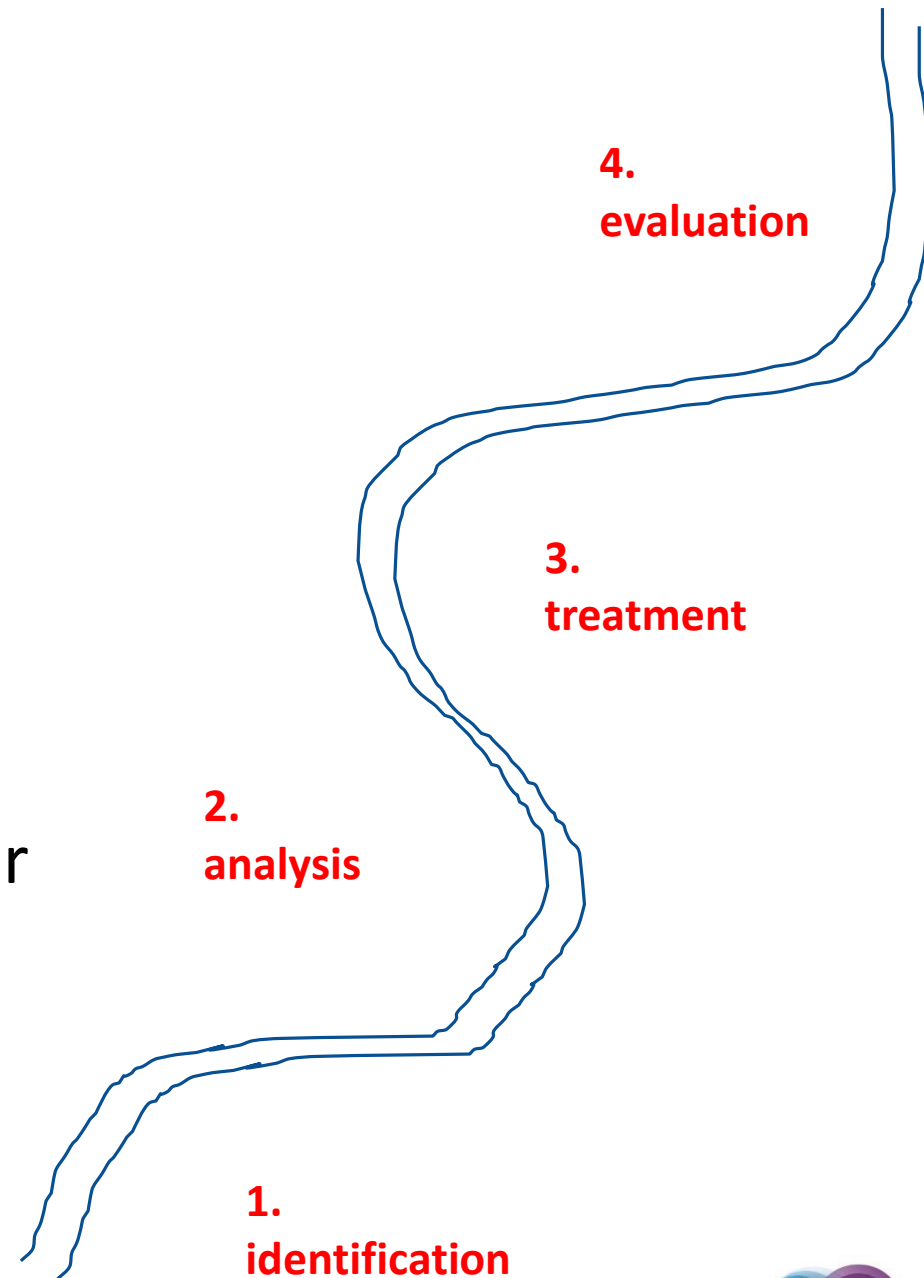 4.
evaluation
3.
treatment
2.
analysis
r
1.
identification